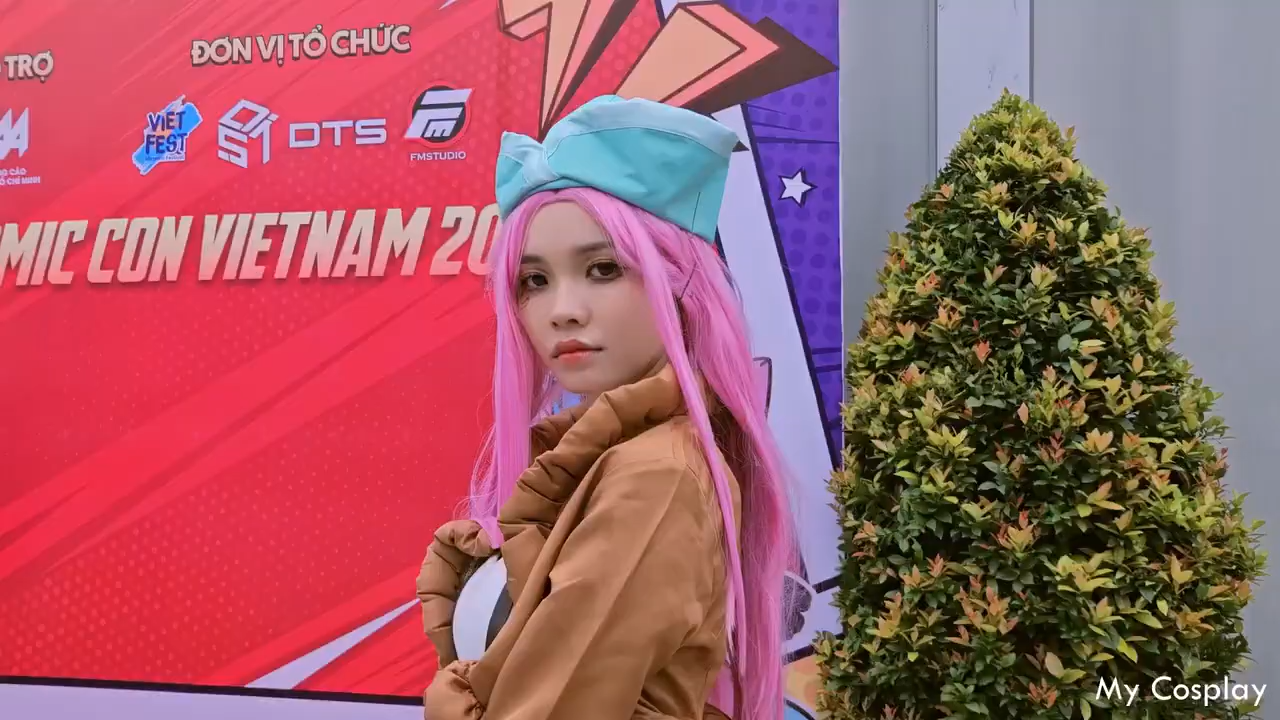 TRỢ
ĐƠN VỊ TỔ CHỨC
VIET
FEST
DTS
FMSTUDIO
MIC CON VIETNAM 20
My Cosplay